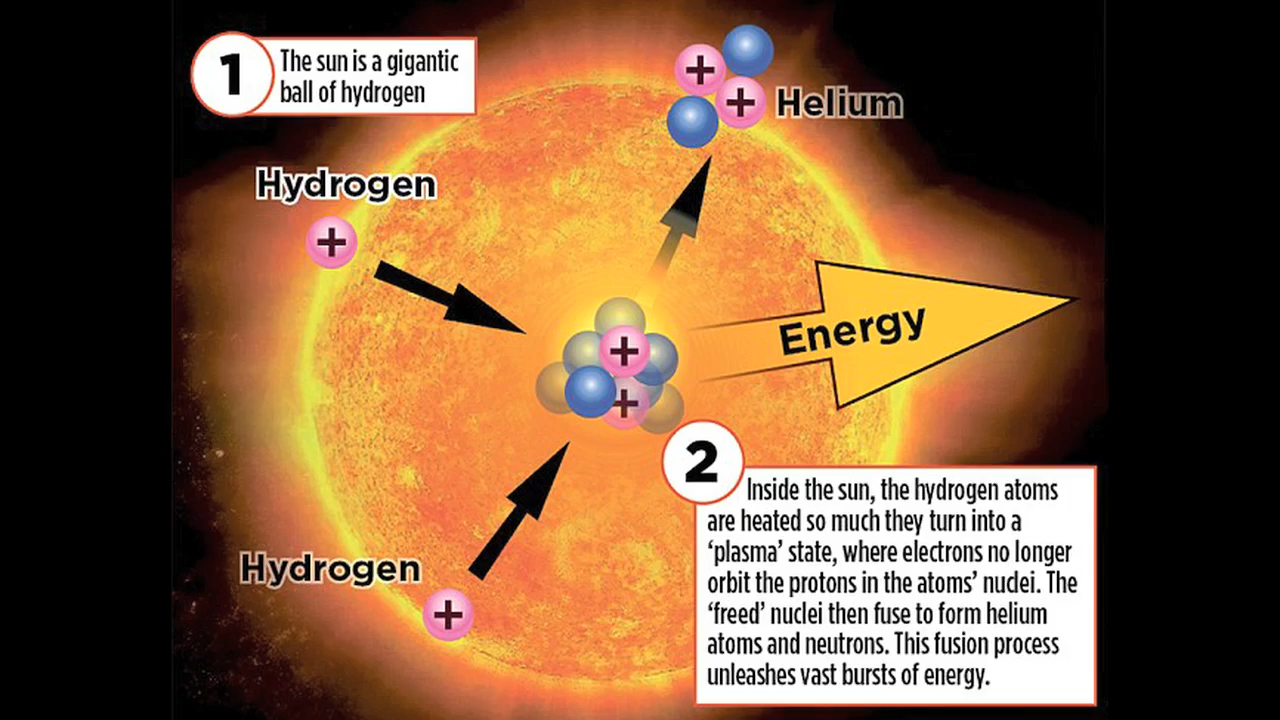 1
The sun is a gigantic
ball of hydrogen
+
+
Helium
Hydrogen
+
Energy
+
+
2
Inside the sun, the hydrogen atoms
are heated so much they turn into a
‘plasma’ state, where electrons no longer
orbit the protons in the atoms’ nuclei. The
‘freed’ nuclei then fuse to form helium
atoms and neutrons. This fusion process
unleashes vast bursts of energy.
Hydrogen
+